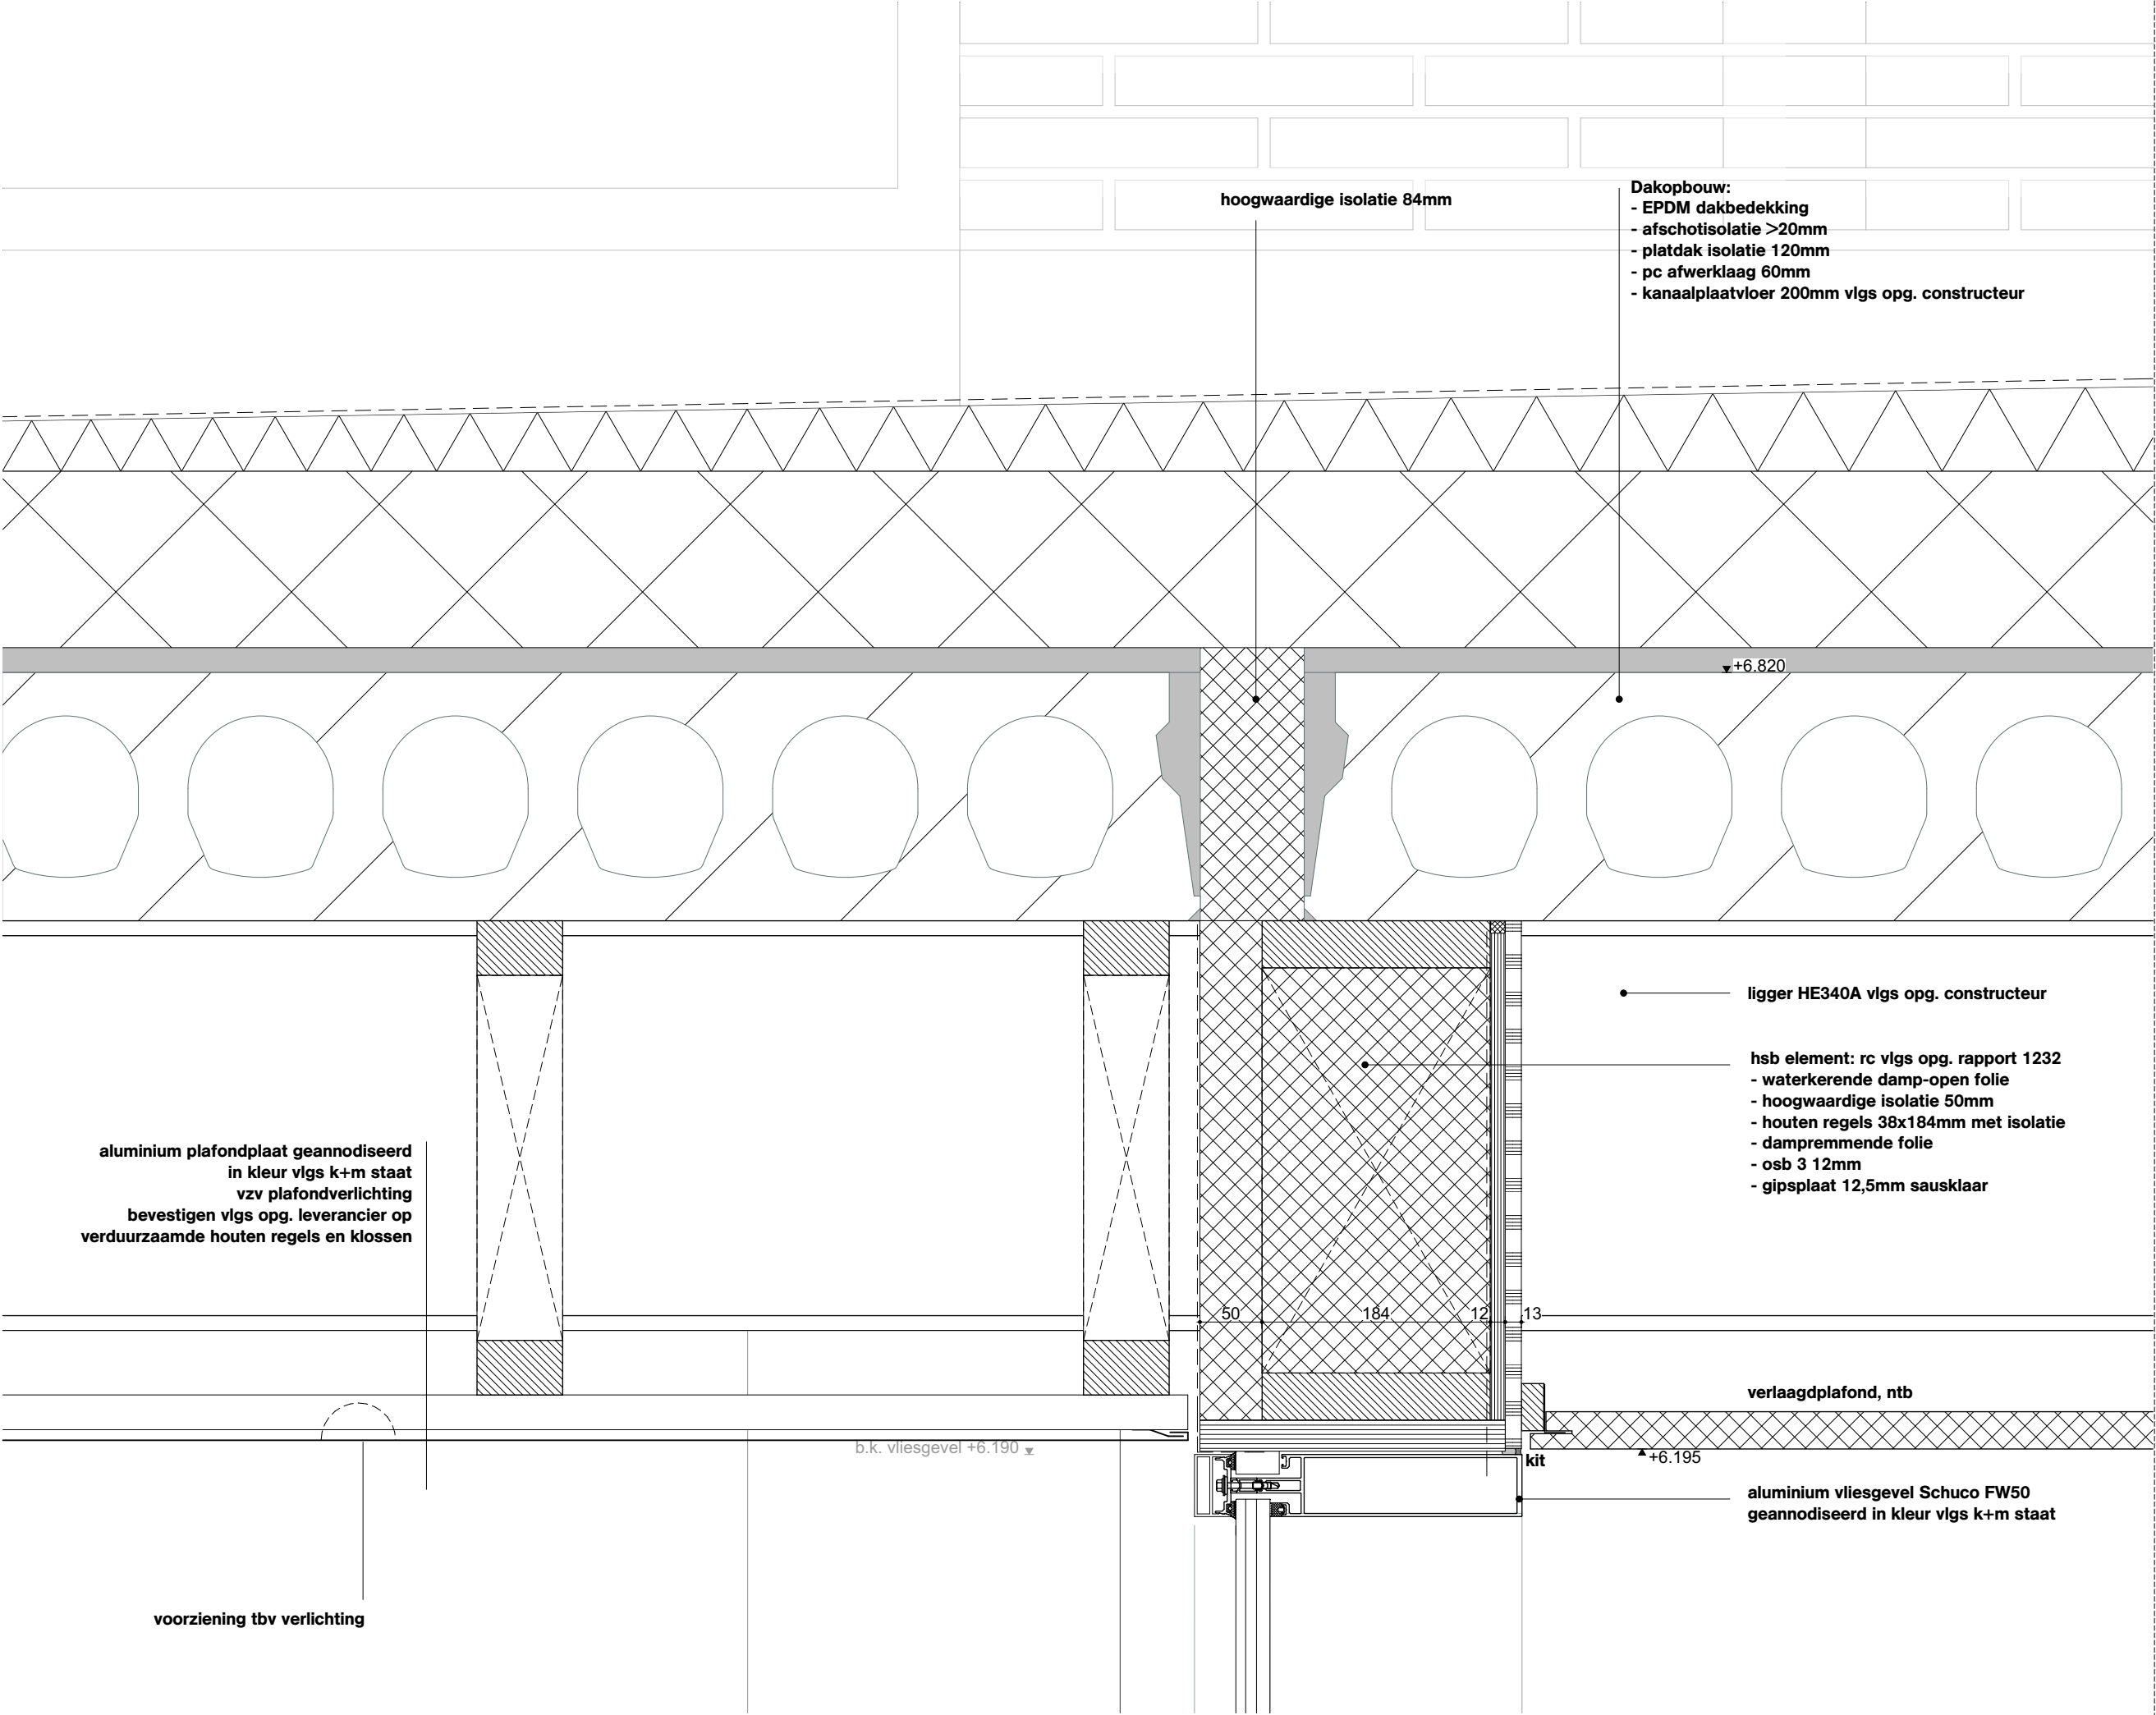 hoogwaardige isolatie 84mm
Dakopbouw:
- EPDM dakbedekking
- afschotisolatie >20mm
- platdak isolatie 120mm
- pc afwerklaag 60mm
- kanaalplaatvloer 200mm vlgs opg. constructeur
+6.820
ligger HE340A vlgs opg. constructeur
hsb element: rc vlgs opg. rapport 1232
- waterkerende damp-open folie
- hoogwaardige isolatie 50mm
- houten regels 38x184mm met isolatie
- dampremmende folie
- osb 3 12mm
- gipsplaat 12,5mm sausklaar
aluminium plafondplaat geannodiseerd
in kleur vlgs k+m staat
vzv plafondverlichting
bevestigen vlgs opg. leverancier op
verduurzaamde houten regels en klossen
50 184 12 13
verlaagdplafond, ntb
b.k. vliesgevel +6.190
+6.195
kit
aluminium vliesgevel Schuco FW50
geannodiseerd in kleur vlgs k+m staat
voorziening tbv verlichting